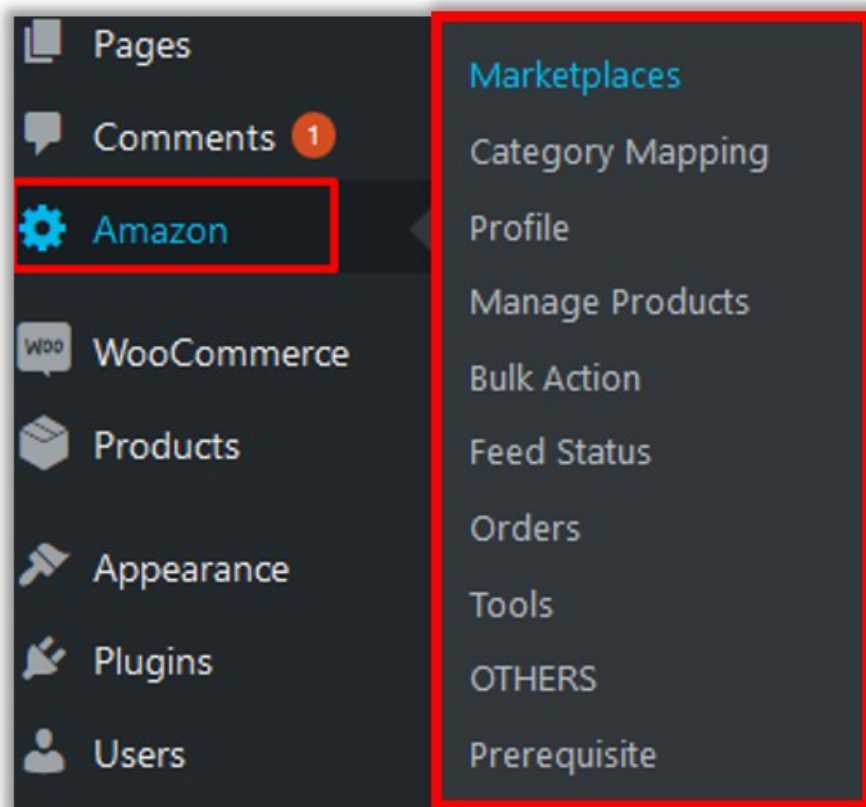 Pages
Comments 1
Amazon
Woo WooCommerce
Products
Appearance
Plugins
Users
Marketplaces
Category Mapping
Profile
Manage Products
Bulk Action
Feed Status
Orders
Tools
OTHERS
Prerequisite